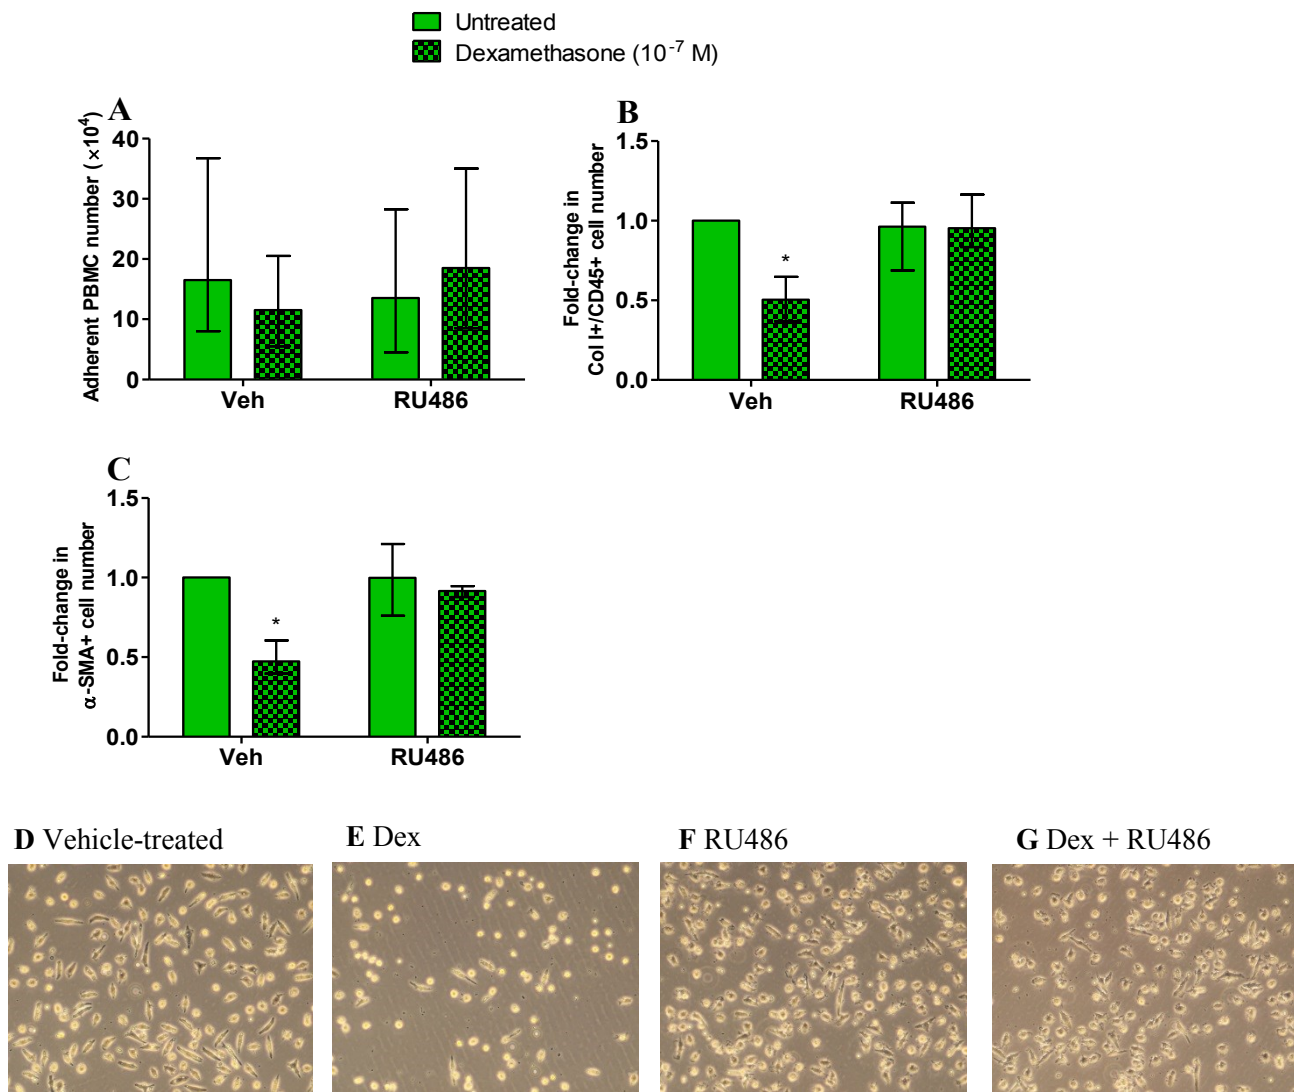 Untreated
Dexamethasone (10⁻⁷ M)
A
Adherent PBMC number (×10⁴)
40
30
20
10
0
Veh
RU486
B
Fold-change in
Col I+/CD45+ cell number
1.5
1.0
0.5
0.0
*
Veh
RU486
C
Fold-change in
α-SMA+ cell number
1.5
1.0
0.5
0.0
*
Veh
RU486
D Vehicle-treated
E Dex
F RU486
G Dex + RU486